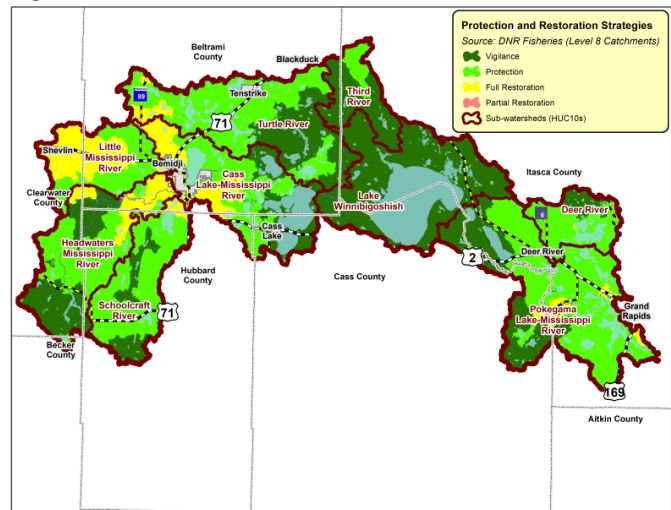 Protection and Restoration Strategies
Source: DNR Fisheries (Level 8 Catchments)
Vigilance
Protection
Full Restoration
Partial Restoration
Sub-watersheds (HUC10s)
Beltrami
County
Blackduck
89
Tenstrike
71
Third
River
Turtle River
Little
Mississippi
River
Shevlin
Bemidji
Cass
Lake-Mississippi
River
Itasca County
Clearwater
County
Lake
Winnibigoshish
Deer River
6
Cass
Lake
Headwaters
Mississippi
River
2
Deer River
Hubbard
County
Cass County
Schoolcraft
River
71
Pokegama
Lake-Mississippi
River
Grand
Rapids
Becker
County
169
Aitkin County